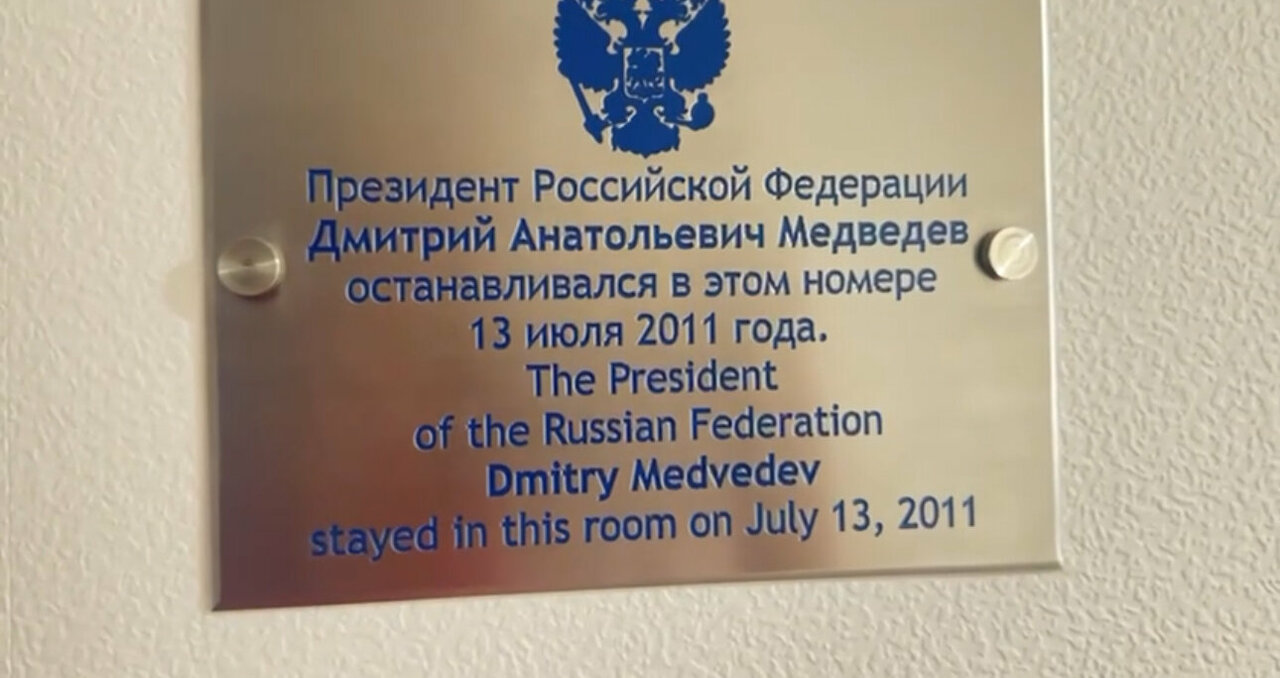 Президент Российской Федерации
Дмитрий Анатольевич Медведев
останавливался в этом номере
13 июля 2011 года.
The President
of the Russian Federation
Dmitry Medvedev
stayed in this room on July 13, 2011